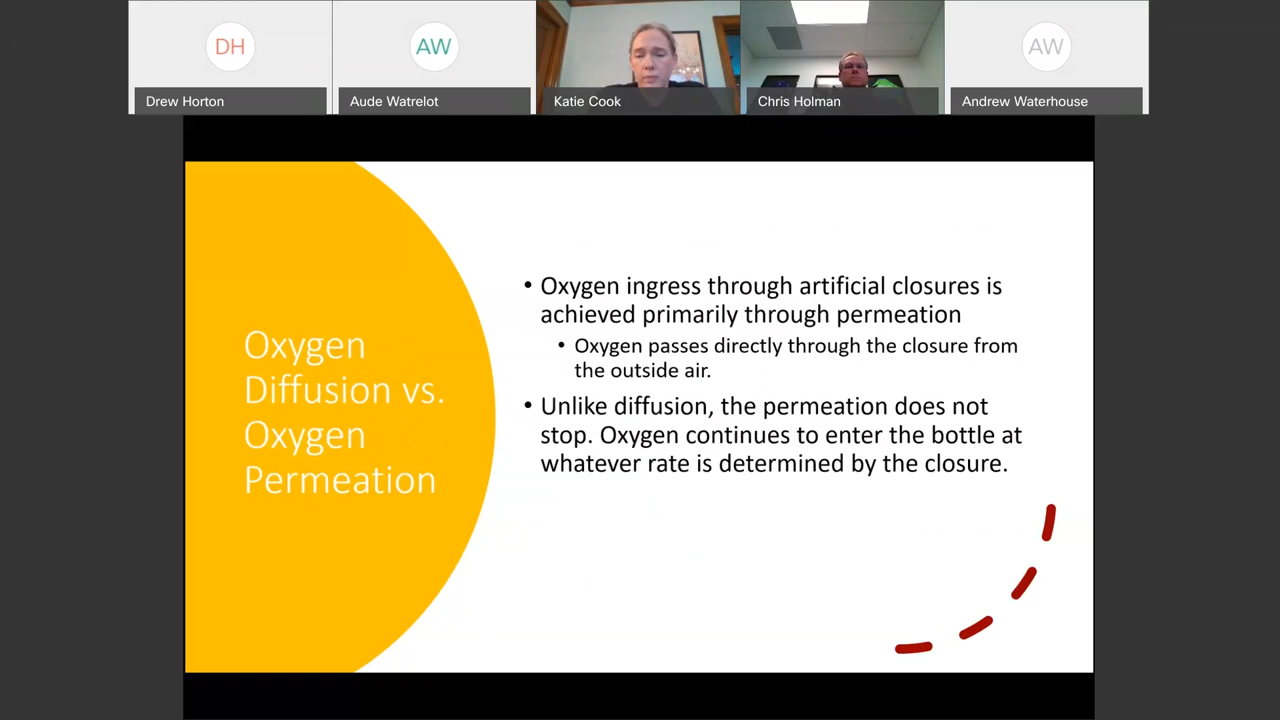 DH
AW
AW
Drew Horton
Aude Watrelot
Katie Cook
Chris Holman
Andrew Waterhouse
Oxygen
Diffusion vs.
Oxygen
Permeation
• Oxygen ingress through artificial closures is
achieved primarily through permeation
• Oxygen passes directly through the closure from
the outside air.
• Unlike diffusion, the permeation does not
stop. Oxygen continues to enter the bottle at
whatever rate is determined by the closure.